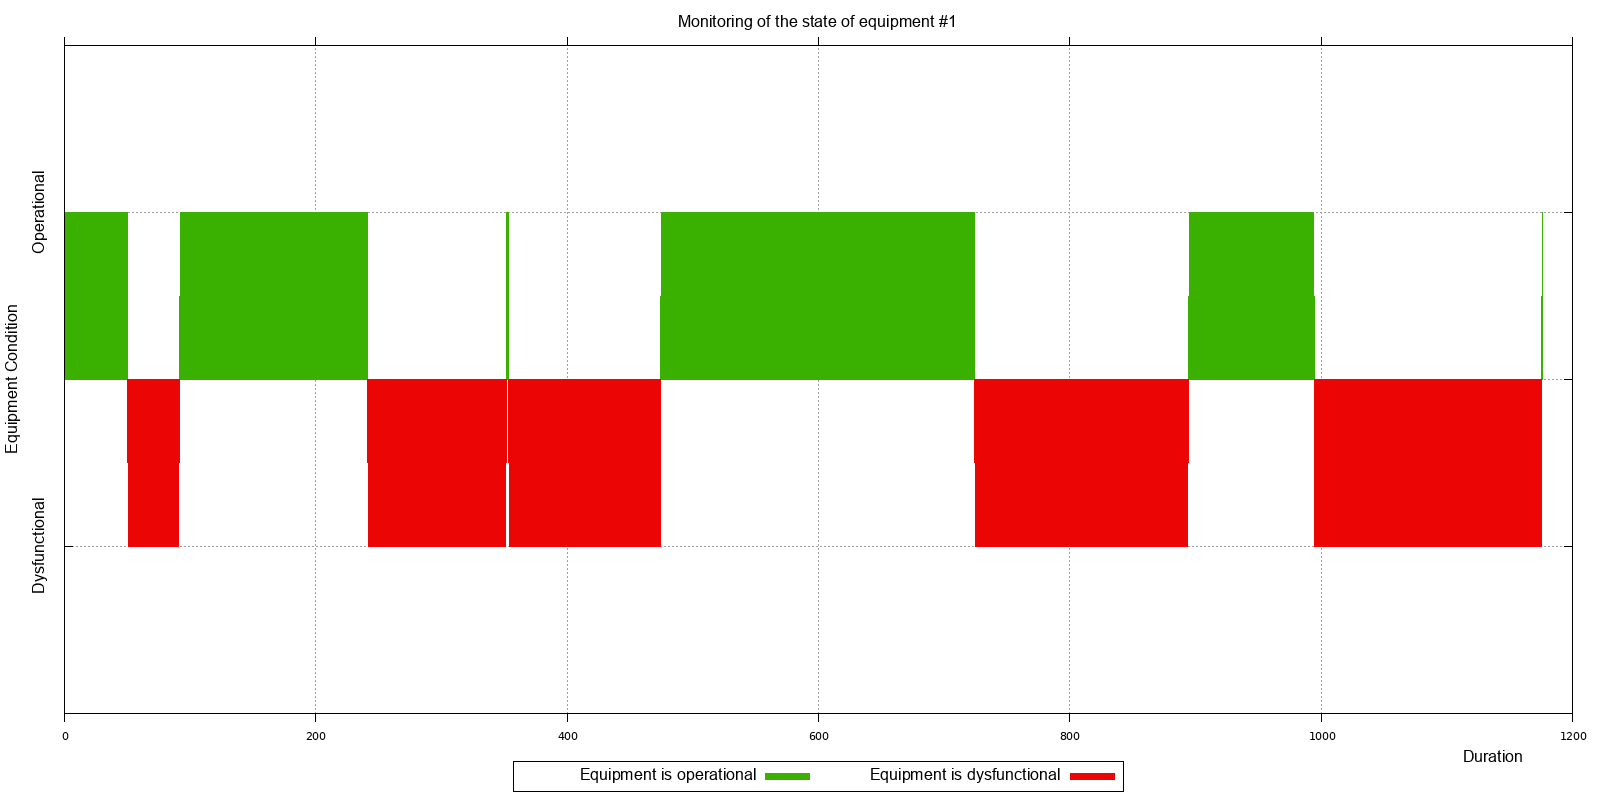 Monitoring of the state of equipment #1
Operational
Equipment Condition
Dysfunctional
0 200 400 600 800 1000 1200
Duration
Equipment is operational Equipment is dysfunctional